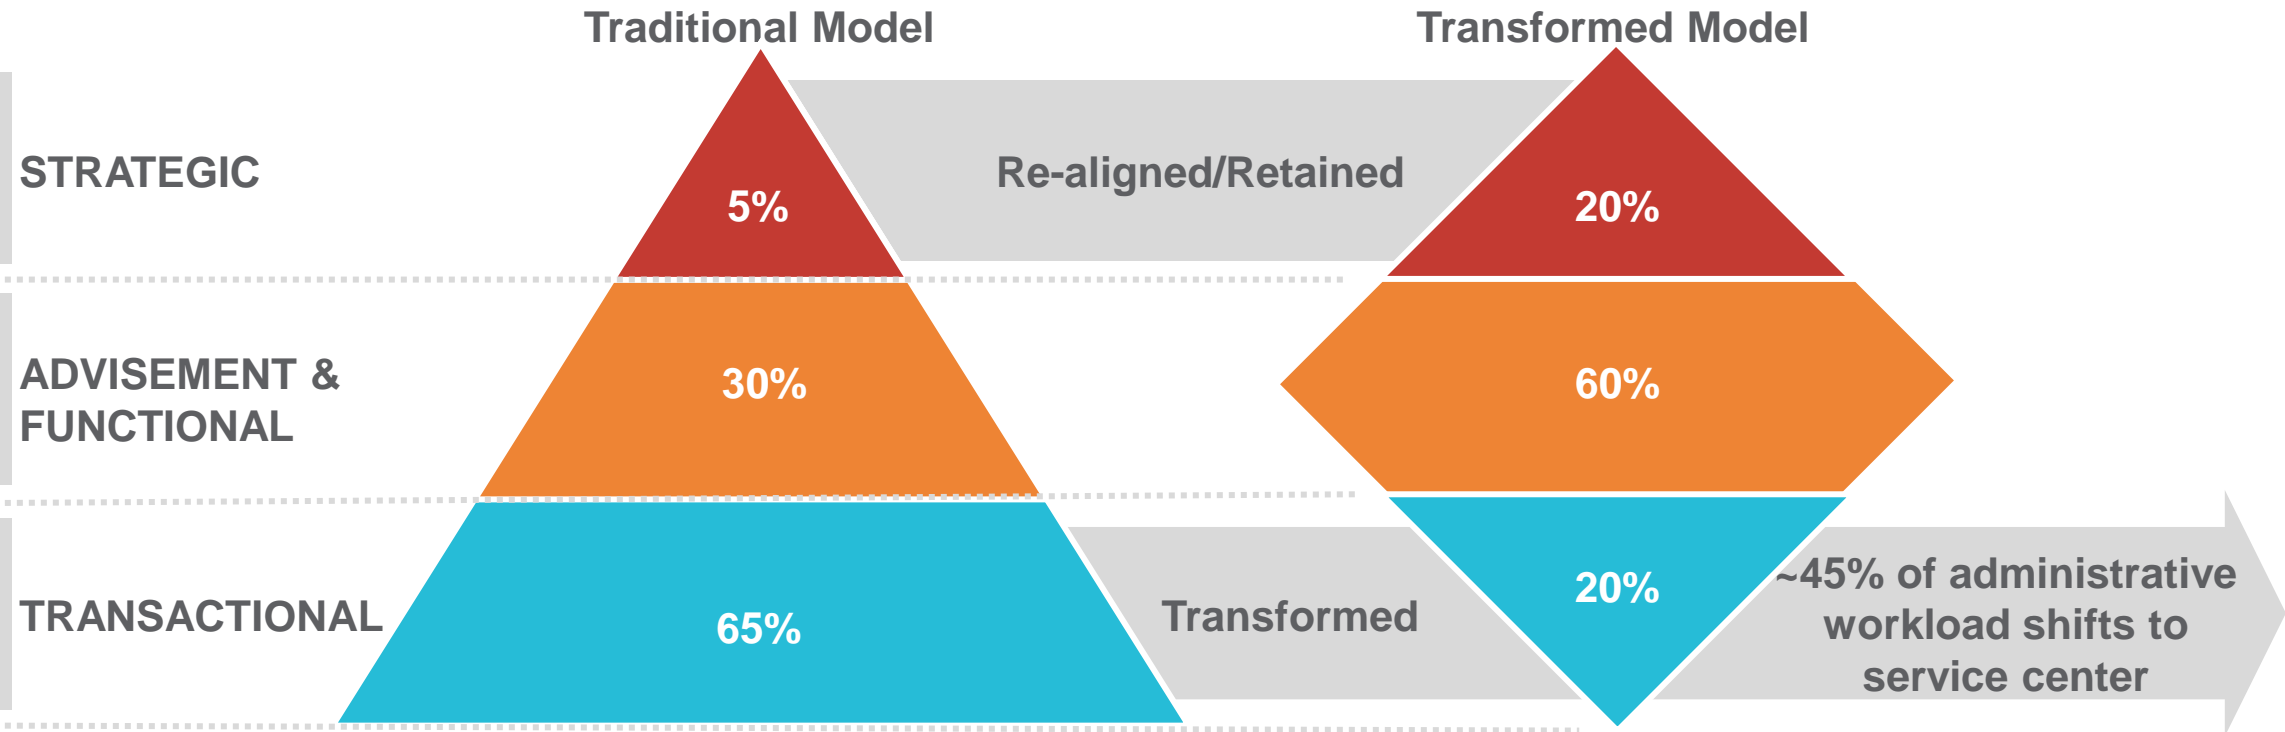 Traditional Model
Transformed Model
STRATEGIC
5%
Re-aligned/Retained
20%
ADVISEMENT &
FUNCTIONAL
30%
60%
TRANSACTIONAL
65%
Transformed
20%
~45% of administrative
workload shifts to
service center